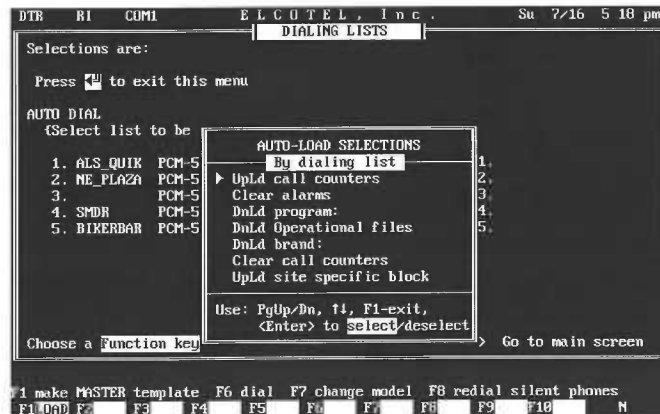 DTR RI COM1 E L C O T E L , I n c . Su 7/16 5 18 pm
DIALING LISTS
Selections are:
Press to exit this menu
AUTO DIAL
{Select list to be
AUTO-LOAD SELECTIONS
By dialing list
1. ALS_QUIK PCM-5 1.
2. NE_PLAZA PCM-5 2.
3. PCM-5 3.
4. SMDR PCM-5 4.
5. BIKERBAR PCM-5 5.
UpLd call counters
Clear alarms
DnLd program:
DnLd Operational files
DnLd brand:
Clear call counters
UpLd site specific block
Use: PgUp/Dn, ↑↓, F1-exit,
<Enter> to select/deselect
Choose a Function key > Go to main screen
F1 make MASTER template F6 dial F7 change model F8 redial silent phones
F1 LOAD F2 F3 F4 F5 F6 F7 F8 F9 F10 N